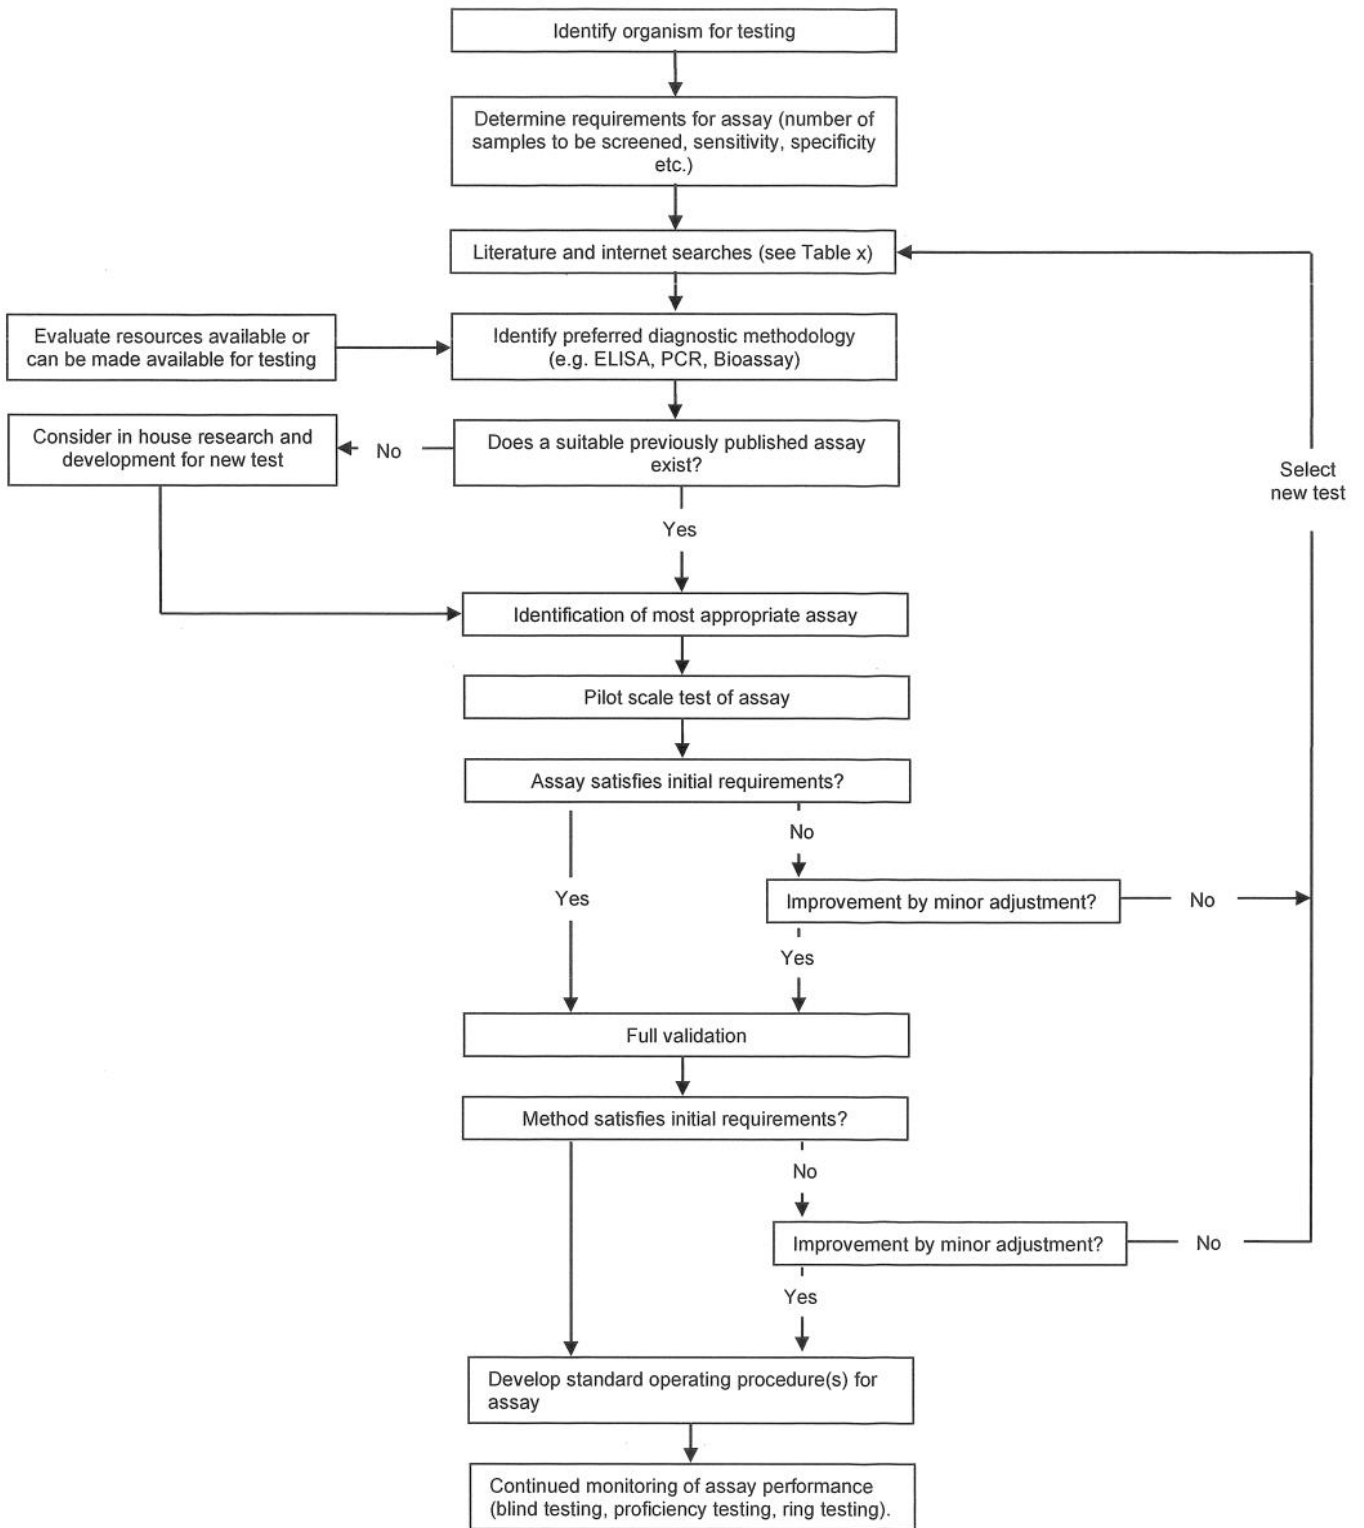 Identify organism for testing
Determine requirements for assay (number of
samples to be screened, sensitivity, specificity
etc.)
Literature and internet searches (see Table x)
Evaluate resources available or
can be made available for testing
Identify preferred diagnostic methodology
(e.g. ELISA, PCR, Bioassay)
Consider in house research and
development for new test
No
Does a suitable previously published assay
exist?
Select
new test
Yes
Identification of most appropriate assay
Pilot scale test of assay
Assay satisfies initial requirements?
No
Yes
Improvement by minor adjustment?
No
Yes
Full validation
Method satisfies initial requirements?
No
Improvement by minor adjustment?
No
Yes
Develop standard operating procedure(s) for
assay
Continued monitoring of assay performance
(blind testing, proficiency testing, ring testing).